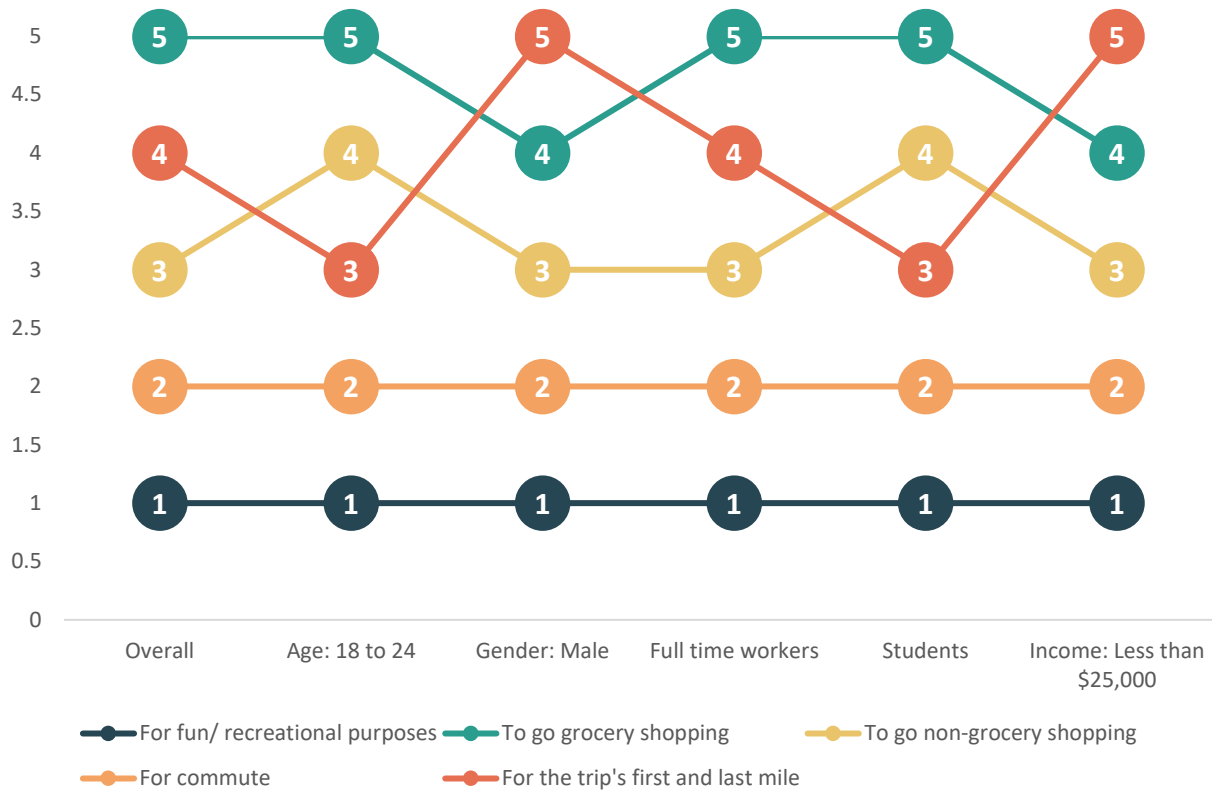 5 5 5 5 5 5 5
4.5
4 4 4 4 4 4 4
3.5
3 3 3 3 3 3 3
2.5
2 2 2 2 2 2 2
1.5
1 1 1 1 1 1 1
0.5
0
Overall Age: 18 to 24 Gender: Male Full time workers Students Income: Less than
$25,000
For fun/ recreational purposes To go grocery shopping To go non-grocery shopping
For commute For the trip's first and last mile